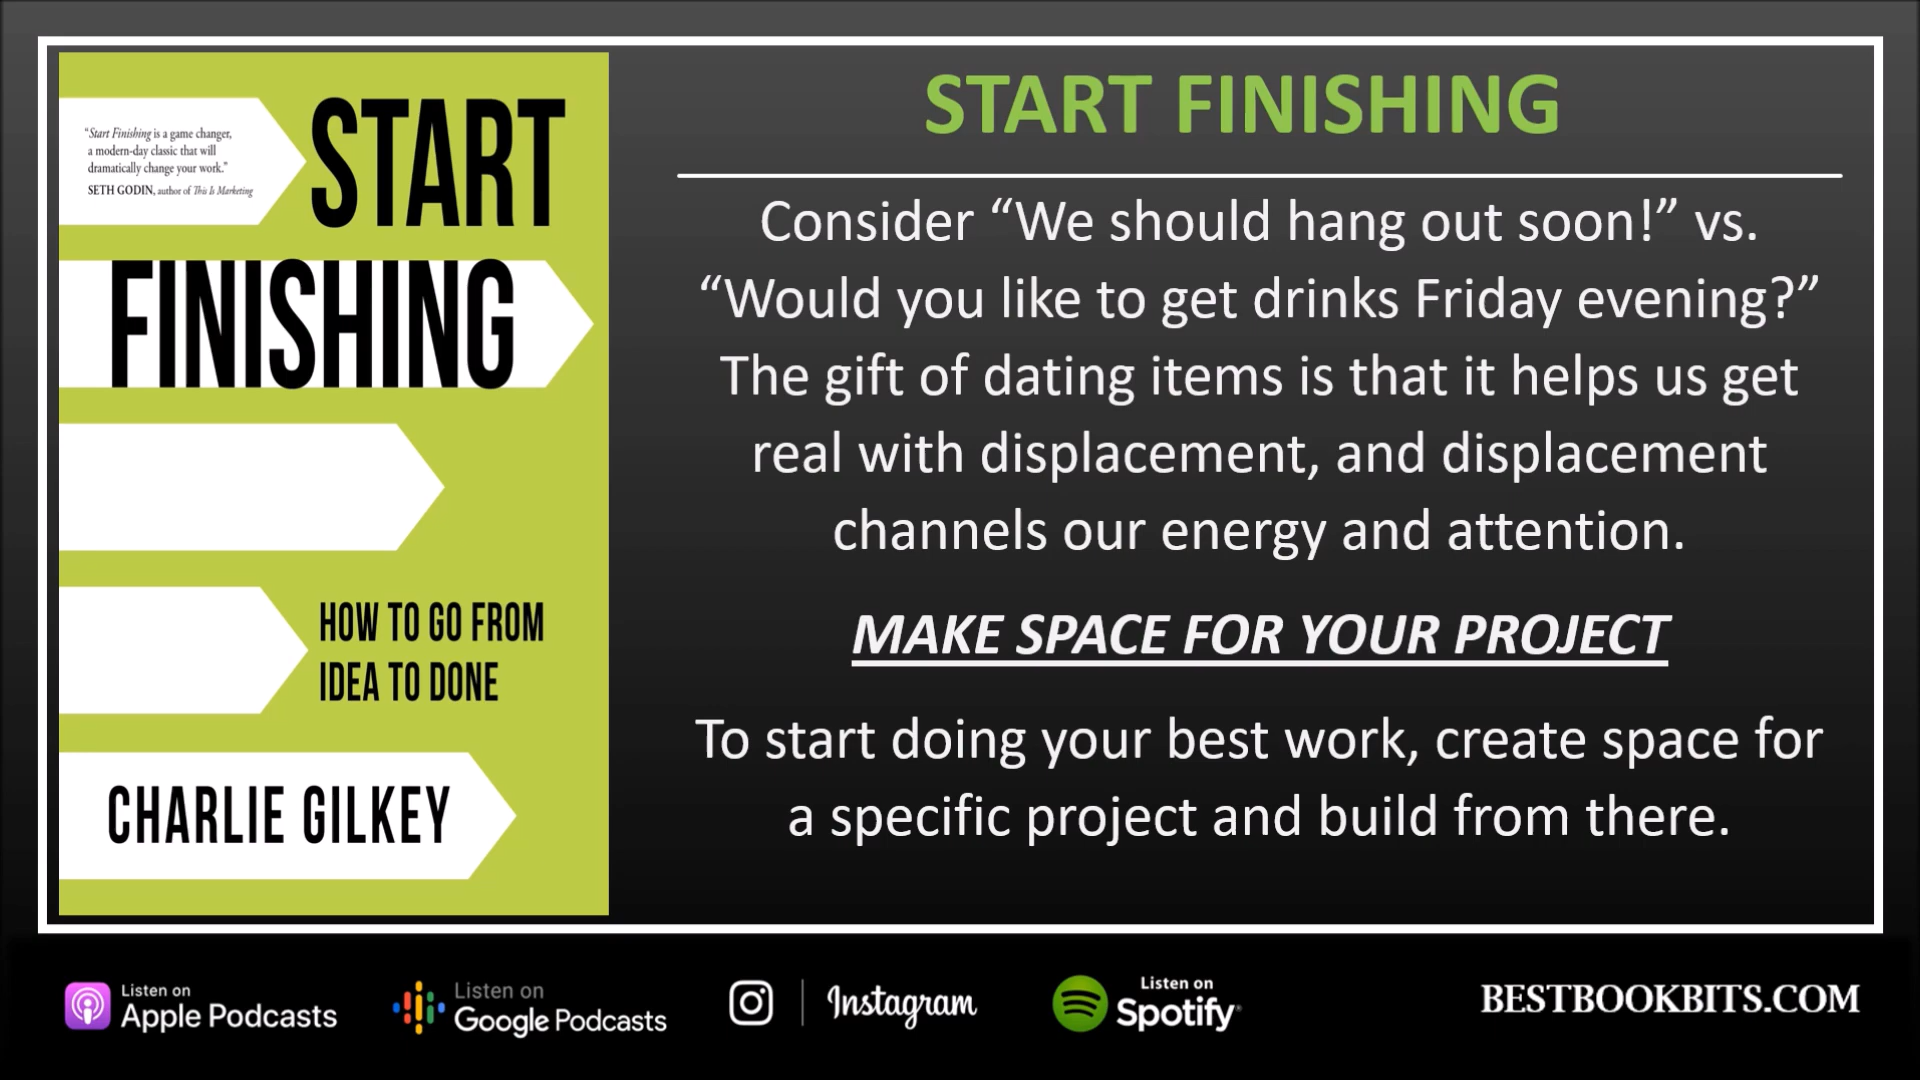 “Start Finishing is a game changer,
a modern-day classic that will
dramatically change your work.”
SETH GODIN, author of This Is Marketing
START
FINISHING
HOW TO GO FROM
IDEA TO DONE
CHARLIE GILKEY
START FINISHING
Consider “We should hang out soon!” vs.
“Would you like to get drinks Friday evening?”
The gift of dating items is that it helps us get
real with displacement, and displacement
channels our energy and attention.
MAKE SPACE FOR YOUR PROJECT
To start doing your best work, create space for
a specific project and build from there.
Listen on
Apple Podcasts
Listen on
Google Podcasts
Instagram
Listen on
Spotify
BESTBOOKBITS.COM